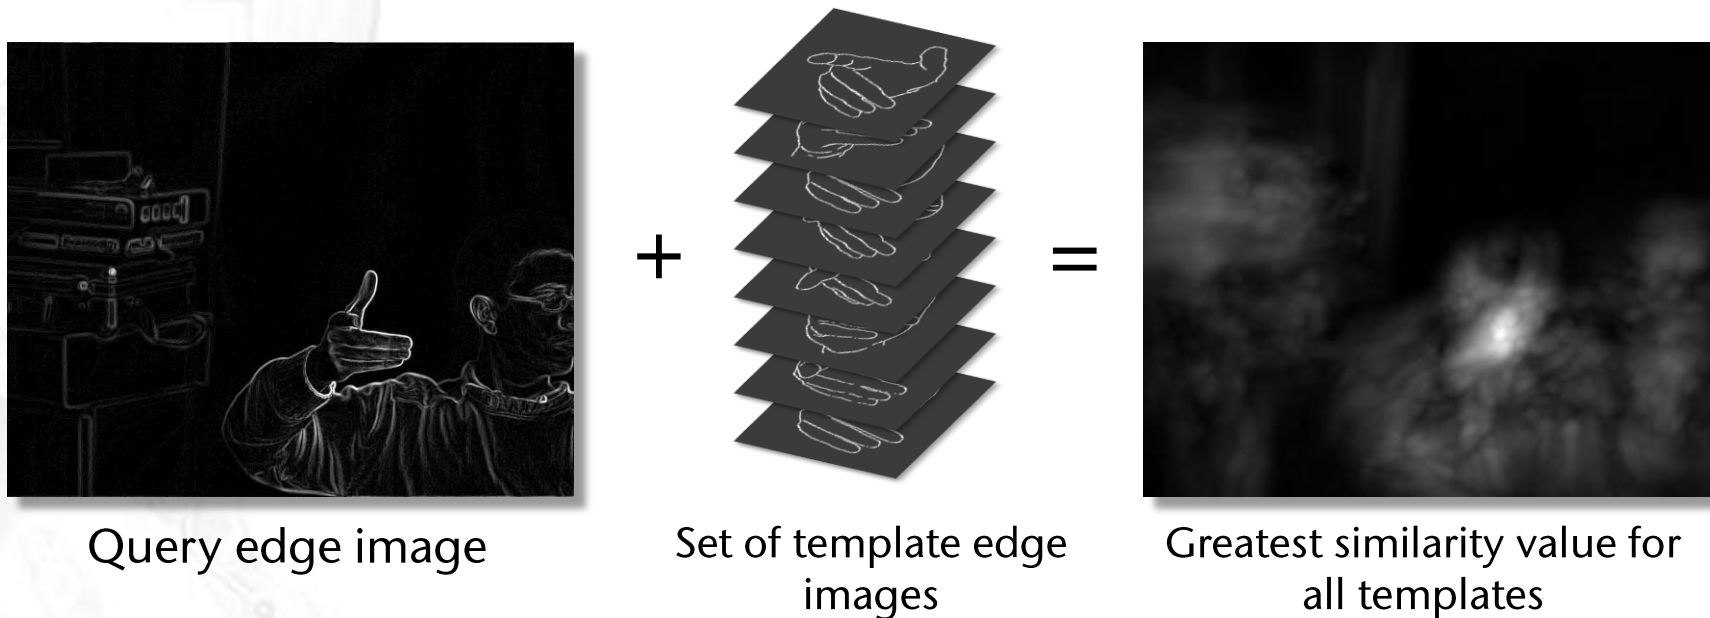 +
=
Query edge image
Set of template edge
images
Greatest similarity value for
all templates